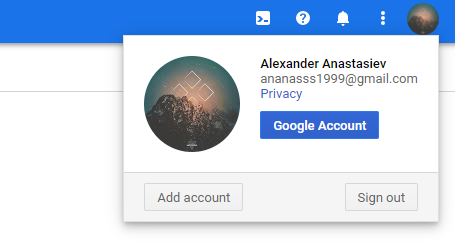 Alexander Anastasiev
ananasss1999@gmail.com
Privacy
Google Account
Add account
Sign out